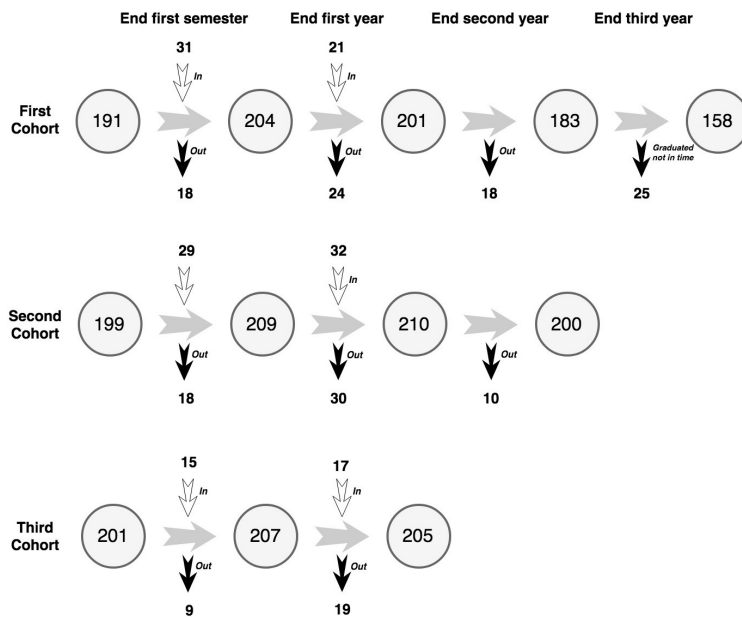 End first semester End first year End second year End third year
31 21
In In
First
Cohort
191 204 201 183 158
Out Out Out Graduated
not in time
18 24 18 25
29 32
In
Second
Cohort
199 209 210 200
Out Out Out
18 30 10
15 17
In In
Third
Cohort
201 207 205
Out Out
9 19